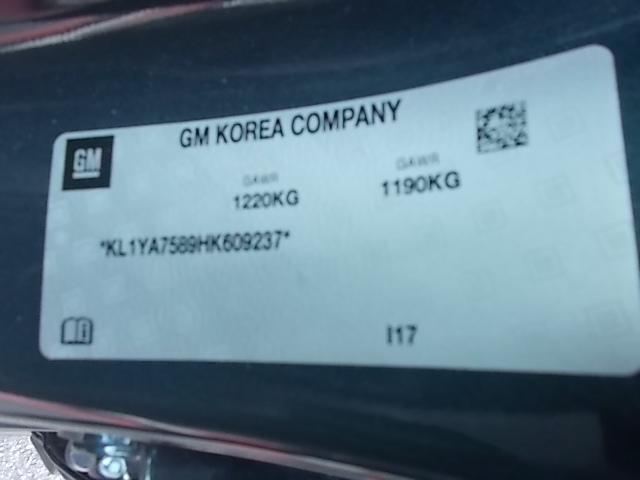 GM KOREA COMPANY
GM
GAWR GAWR
1220KG 1190KG
*KL1YA7589HK609237*
I17